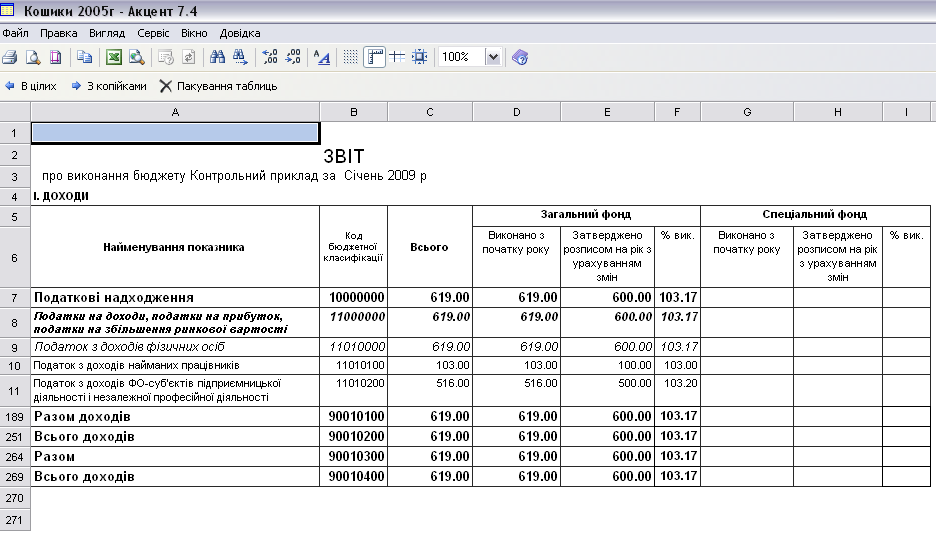 Кошики 2005г - Акцент 7.4
Файл Правка Вигляд Сервіс Вікно Довідка
100%
В цілих З копійками Пакування таблиць
A B C D E F G H I
1
2 ЗВІТ
3 про виконання бюджету Контрольний приклад за Січень 2009 р
4 І. ДОХОДИ
5 Загальний фонд Спеціальний фонд
6 Найменування показника Код бюджетної класифікації Всього Виконано з початку року Затверджено розписом на рік з урахуванням змін % вик. Виконано з початку року Затверджено розписом на рік з урахуванням змін % вик.
7 Податкові надходження 10000000 619.00 619.00 600.00 103.17
8 Податки на доходи, податки на прибуток, 11000000 619.00 619.00 600.00 103.17
податки на збільшення ринкової вартості
9 Податок з доходів фізичних осіб 11010000 619.00 619.00 600.00 103.17
10 Податок з доходів найманих працівників 11010100 103.00 103.00 100.00 103.00
11 Податок з доходів ФО-суб'єктів підприємницької 11010200 516.00 516.00 500.00 103.20
діяльності і незалежної професійної діяльності
189 Разом доходів 90010100 619.00 619.00 600.00 103.17
251 Всього доходів 90010200 619.00 619.00 600.00 103.17
264 Разом 90010300 619.00 619.00 600.00 103.17
269 Всього доходів 90010400 619.00 619.00 600.00 103.17
270
271